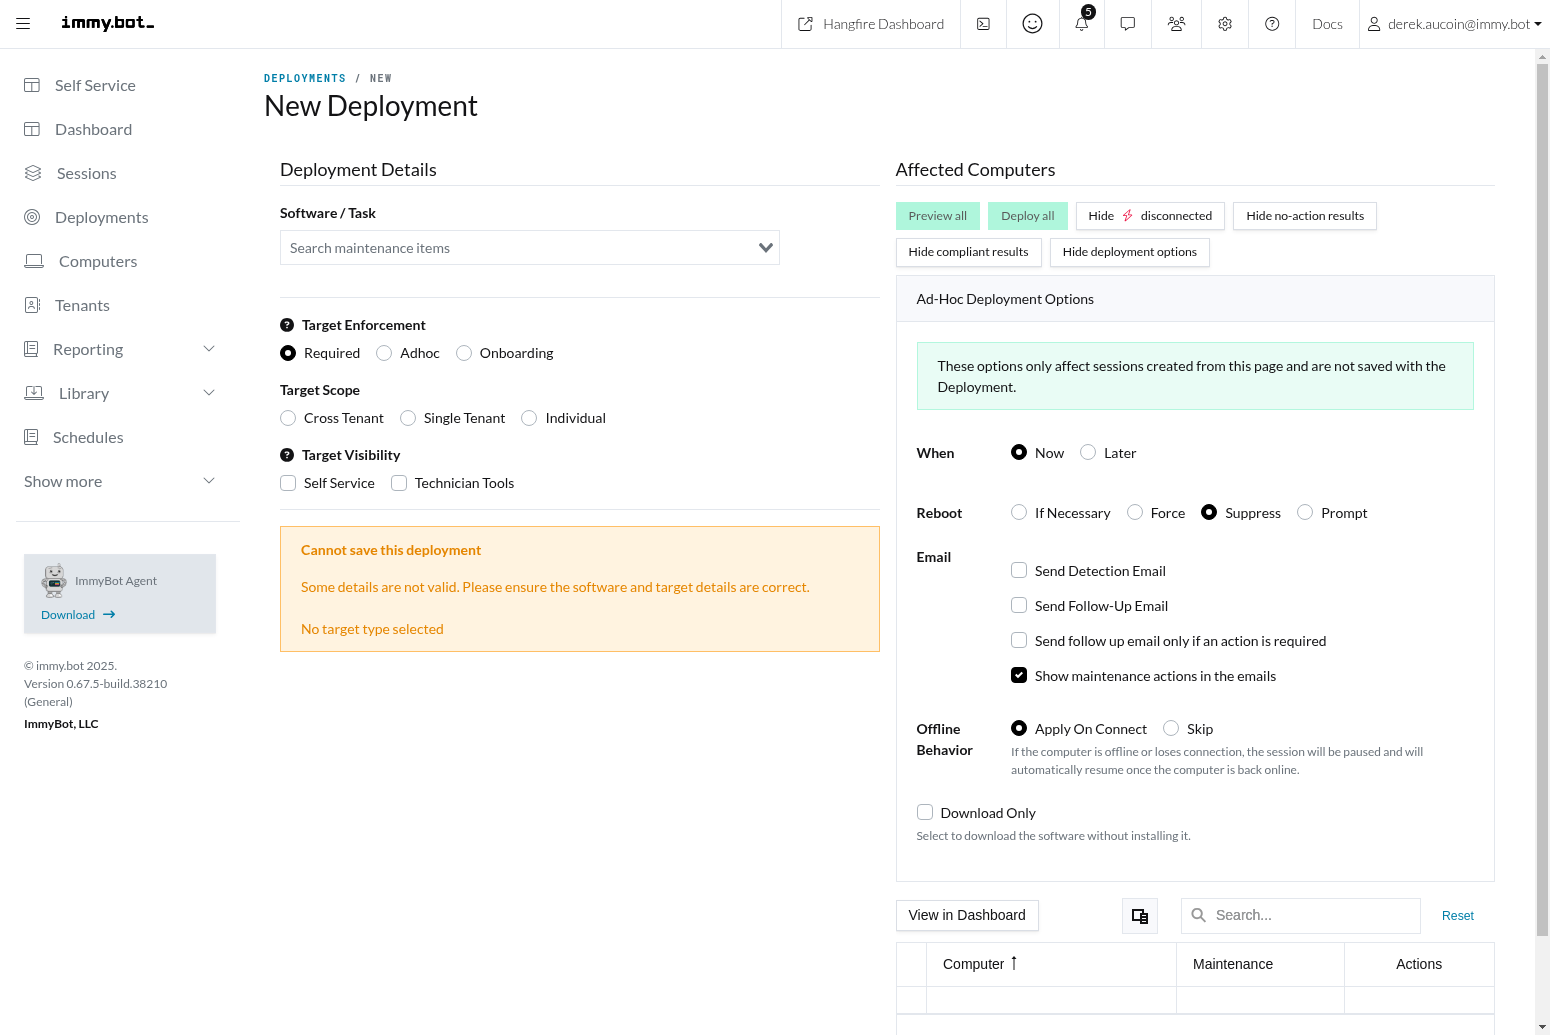 immy.bot_
Hangfire Dashboard
5
Docs
derek.aucoin@immy.bot
Self Service
Dashboard
Sessions
Deployments
Computers
Tenants
Reporting
Library
Schedules
Show more
ImmyBot Agent
Download →
© immy.bot 2025.
Version 0.67.5-build.38210
(General)
ImmyBot, LLC
DEPLOYMENTS / NEW
New Deployment
Deployment Details
Software / Task
Search maintenance items
? Target Enforcement
Required Adhoc Onboarding
Target Scope
Cross Tenant Single Tenant Individual
? Target Visibility
Self Service Technician Tools
Cannot save this deployment
Some details are not valid. Please ensure the software and target details are correct.
No target type selected
Affected Computers
Preview all Deploy all Hide disconnected Hide no-action results
Hide compliant results Hide deployment options
Ad-Hoc Deployment Options
These options only affect sessions created from this page and are not saved with the
Deployment.
When Now Later
Reboot If Necessary Force Suppress Prompt
Email
Send Detection Email
Send Follow-Up Email
Send follow up email only if an action is required
Show maintenance actions in the emails
Offline Apply On Connect Skip
Behavior
If the computer is offline or loses connection, the session will be paused and will
automatically resume once the computer is back online.
Download Only
Select to download the software without installing it.
View in Dashboard Search... Reset
Computer ↑ Maintenance Actions